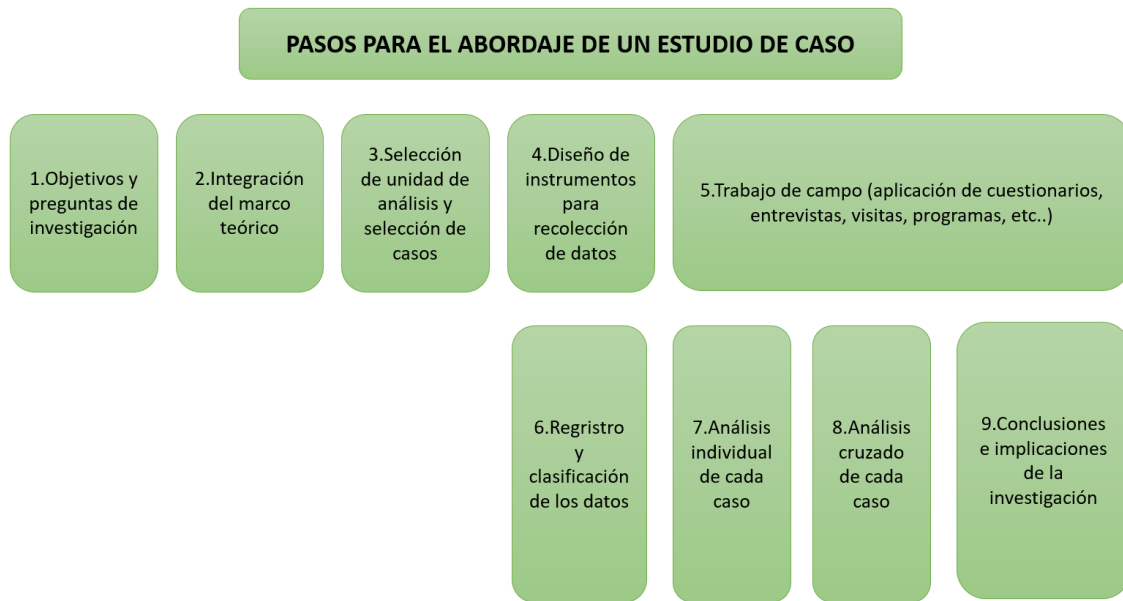 PASOS PARA EL ABORDAJE DE UN ESTUDIO DE CASO
1.Objetivos y
preguntas de
investigación
2.Integración
del marco
teórico
3.Selección
de unidad de
análisis y
selección de
casos
4.Diseño de
instrumentos
para
recolección
de datos
5.Trabajo de campo (aplicación de cuestionarios,
entrevistas, visitas, programas, etc..)
6.Regristro
y
clasificación
de los datos
7.Análisis
individual
de cada
caso
8.Análisis
cruzado
de cada
caso
9.Conclusiones
e implicaciones
de la
investigación